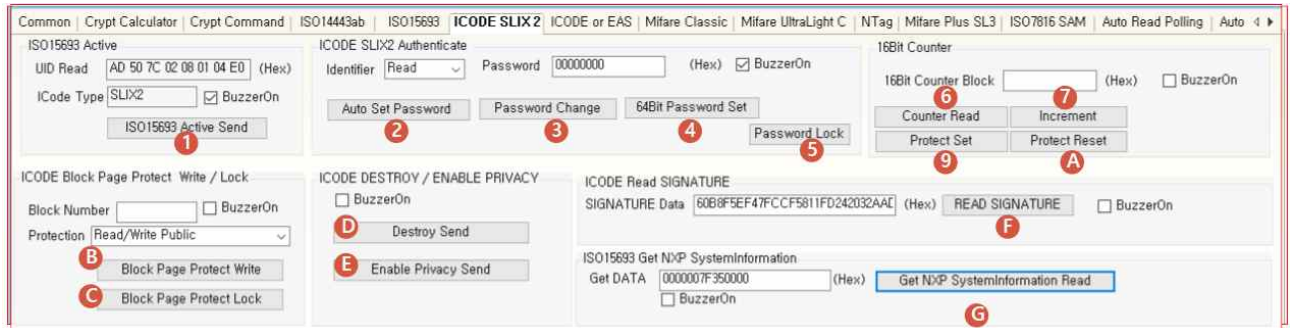 Common | Crypt Calculator | Crypt Command | ISO14443ab | ISO15693 | ICODE SLIX 2 | ICODE or EAS | Mifare Classic | Mifare UltraLight C | NTag | Mifare Plus SL3 | ISO7816 SAM | Auto Read Polling | Auto
ISO15693 Active
UID Read AD 50 7C 02 08 01 04 E0 (Hex)
ICode Type SLIX2 BuzzerOn
ISO15693 Active Send
1
ICODE SLIX2 Authenticate
Identifier Read Password 00000000 (Hex) BuzzerOn
Auto Set Password Password Change 64Bit Password Set
2 3 4
Password Lock
5
16Bit Counter
16Bit Counter Block (Hex) BuzzerOn
6 7
Counter Read Increment
Protect Set Protect Reset
9 A
ICODE Block Page Protect Write / Lock
Block Number BuzzerOn
Protection Read/Write Public
B
Block Page Protect Write
C Block Page Protect Lock
ICODE DESTROY / ENABLE PRIVACY
BuzzerOn
D Destroy Send
E Enable Privacy Send
ICODE Read SIGNATURE
SIGNATURE Data 60B8F5EF47FCCF5811FD242032AAD (Hex) READ SIGNATURE BuzzerOn
F
ISO15693 Get NXP SystemInformation
Get DATA 0000007F350000 (Hex) Get NXP SystemInformation Read
BuzzerOn
G